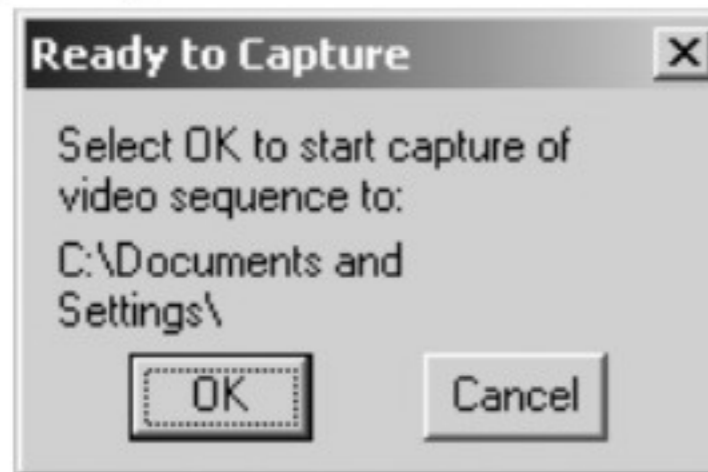 Ready to Capture
Select OK to start capture of
video sequence to:
C:\Documents and
Settings\
OK
Cancel